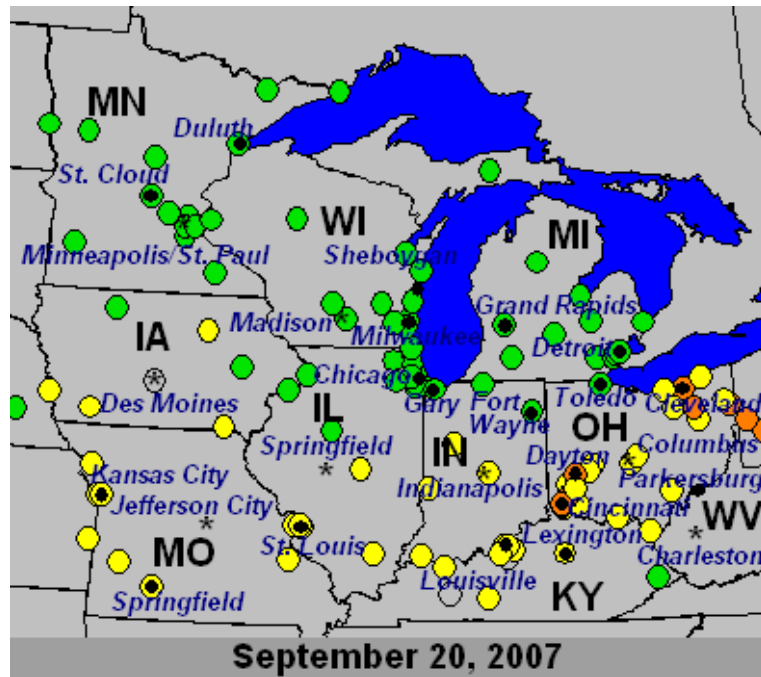 MN
Duluth
St. Cloud
WI
MI
Minneapolis/St. Paul
Sheboygan
Grand Rapids
Madison
Milwaukee
IA
Detroit
Chicago
Des Moines
Gary
Fort
Wayne
Toledo
Cleveland
IL
OH
Springfield
IN
Columbus
Dayton
Kansas City
Indianapolis
Parkersburg
Jefferson City
Cincinnati
WV
MO
St. Louis
Lexington
Charleston
Springfield
Louisville
KY
September 20, 2007